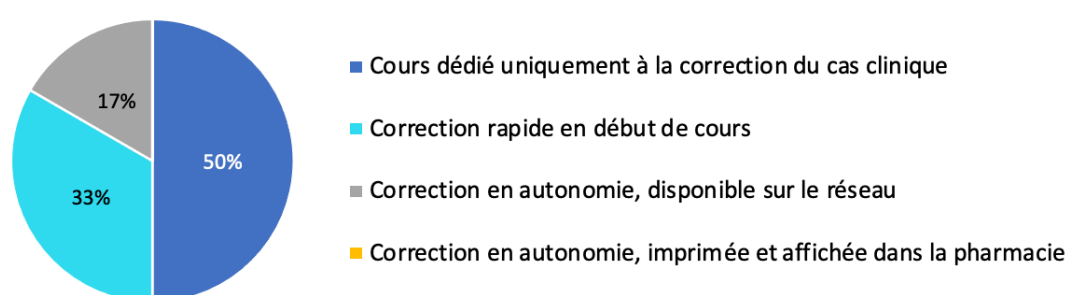 17%
50%
33%
Cours dédié uniquement à la correction du cas clinique
Correction rapide en début de cours
Correction en autonomie, disponible sur le réseau
Correction en autonomie, imprimée et affichée dans la pharmacie